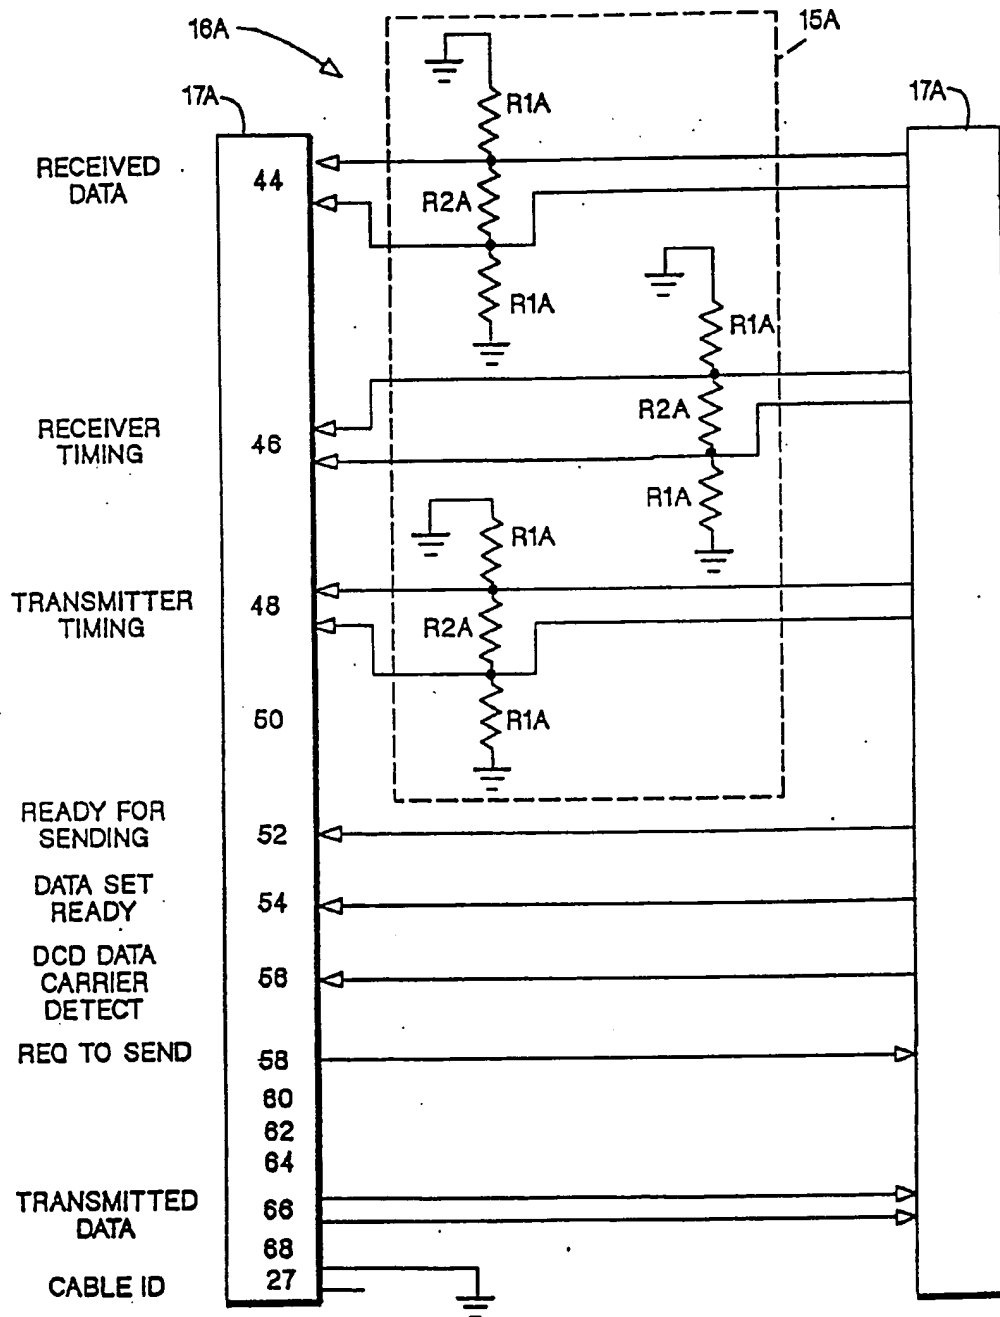 16A
15A
17A
17A
R1A
RECEIVED
DATA
44
R2A
R1A
R1A
RECEIVER
TIMING
46
R2A
R1A
R1A
TRANSMITTER
TIMING
48
R2A
50
R1A
READY FOR
SENDING
52
DATA SET
READY
54
DCD DATA
CARRIER
DETECT
56
REQ TO SEND
58
60
62
64
TRANSMITTED
DATA
66
68
CABLE ID
27